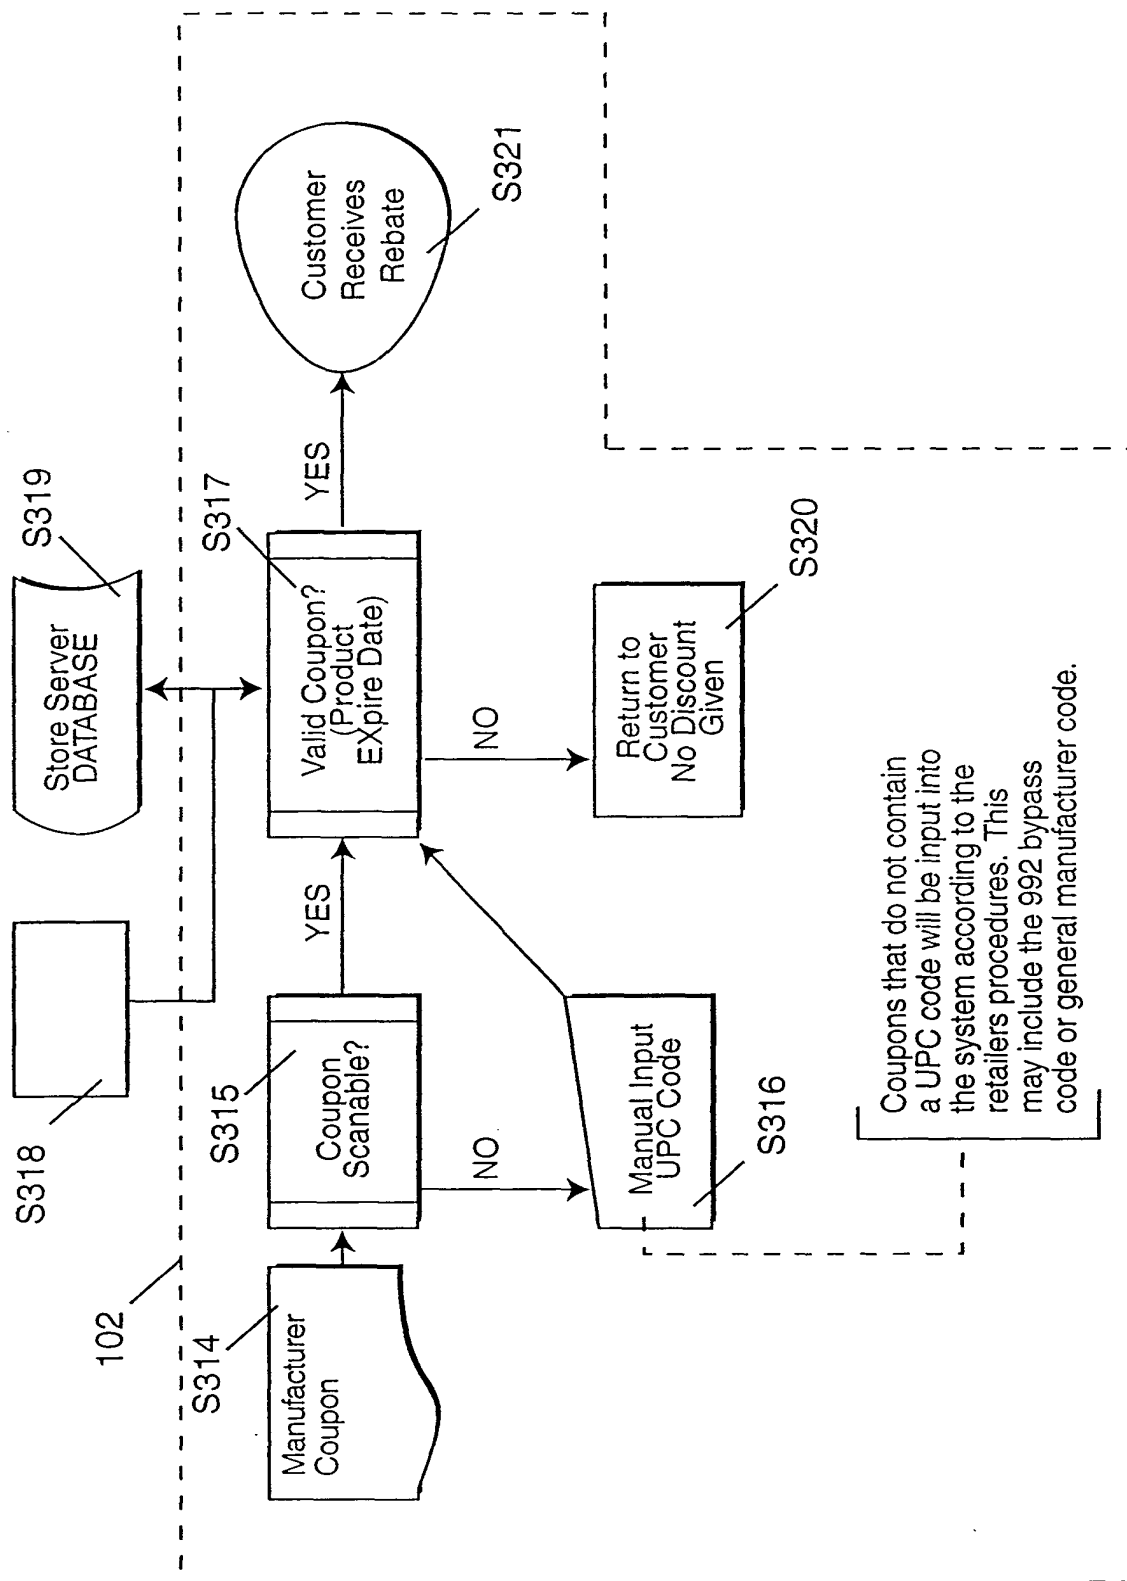 S318
Store Server
DATABASE
S319
102
S314
Manufacturer
Coupon
S315
Coupon
Scanable?
YES
NO
Manual Input
UPC Code
S316
S317
Valid Coupon?
(Product
EXpire Date)
YES
NO
Return to
Customer
No Discount
Given
S320
Customer
Receives
Rebate
S321
Coupons that do not contain
a UPC code will be input into
the system according to the
retailers procedures. This
may include the 992 bypass
code or general manufacturer code.